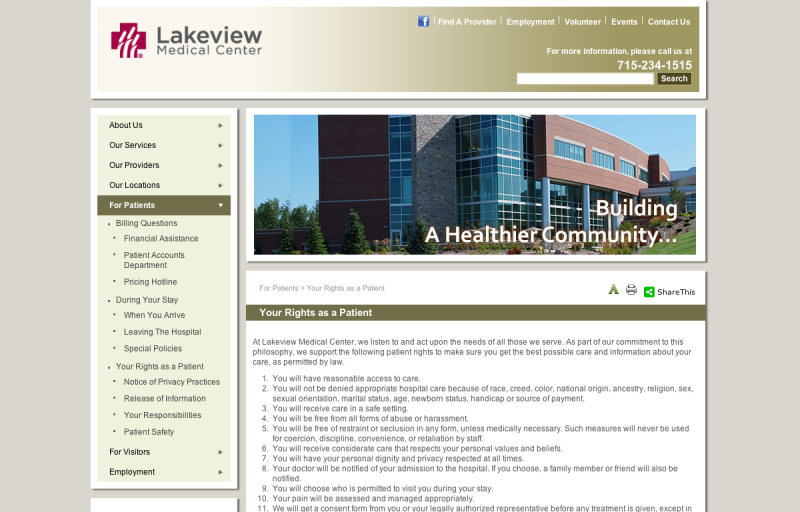 Lakeview
Medical Center
Find A Provider
Employment
Volunteer
Events
Contact Us
For more information, please call us at
715-234-1515
Search
About Us
Our Services
Our Providers
Our Locations
For Patients
Billing Questions
Financial Assistance
Patient Accounts
Department
Pricing Hotline
During Your Stay
When You Arrive
Leaving The Hospital
Special Policies
Your Rights as a Patient
Notice of Privacy Practices
Release of Information
Your Responsibilities
Patient Safety
For Visitors
Employment
Building
A Healthier Community...
For Patients > Your Rights as a Patient
ShareThis
Your Rights as a Patient
At Lakeview Medical Center, we listen to and act upon the needs of all those we serve. As part of our commitment to this
philosophy, we support the following patient rights to make sure you get the best possible care and information about your
care, as permitted by law.
1. You will have reasonable access to care.
2. You will not be denied appropriate hospital care because of race, creed, color, national origin, ancestry, religion, sex,
sexual orientation, marital status, age, newborn status, handicap or source of payment.
3. You will receive care in a safe setting.
4. You will be free from all forms of abuse or harassment.
5. You will be free of restraint or seclusion in any form, unless medically necessary. Such measures will never be used
for coercion, discipline, convenience, or retaliation by staff.
6. You will receive considerate care that respects your personal values and beliefs.
7. You will have your personal dignity and privacy respected at all times.
8. Your doctor will be notified of your admission to the hospital. If you choose, a family member or friend will also be
notified.
9. You will choose who is permitted to visit you during your stay.
10. Your pain will be assessed and managed appropriately.
11. We will get a consent form from you or your legally authorized representative before any treatment is given, except in